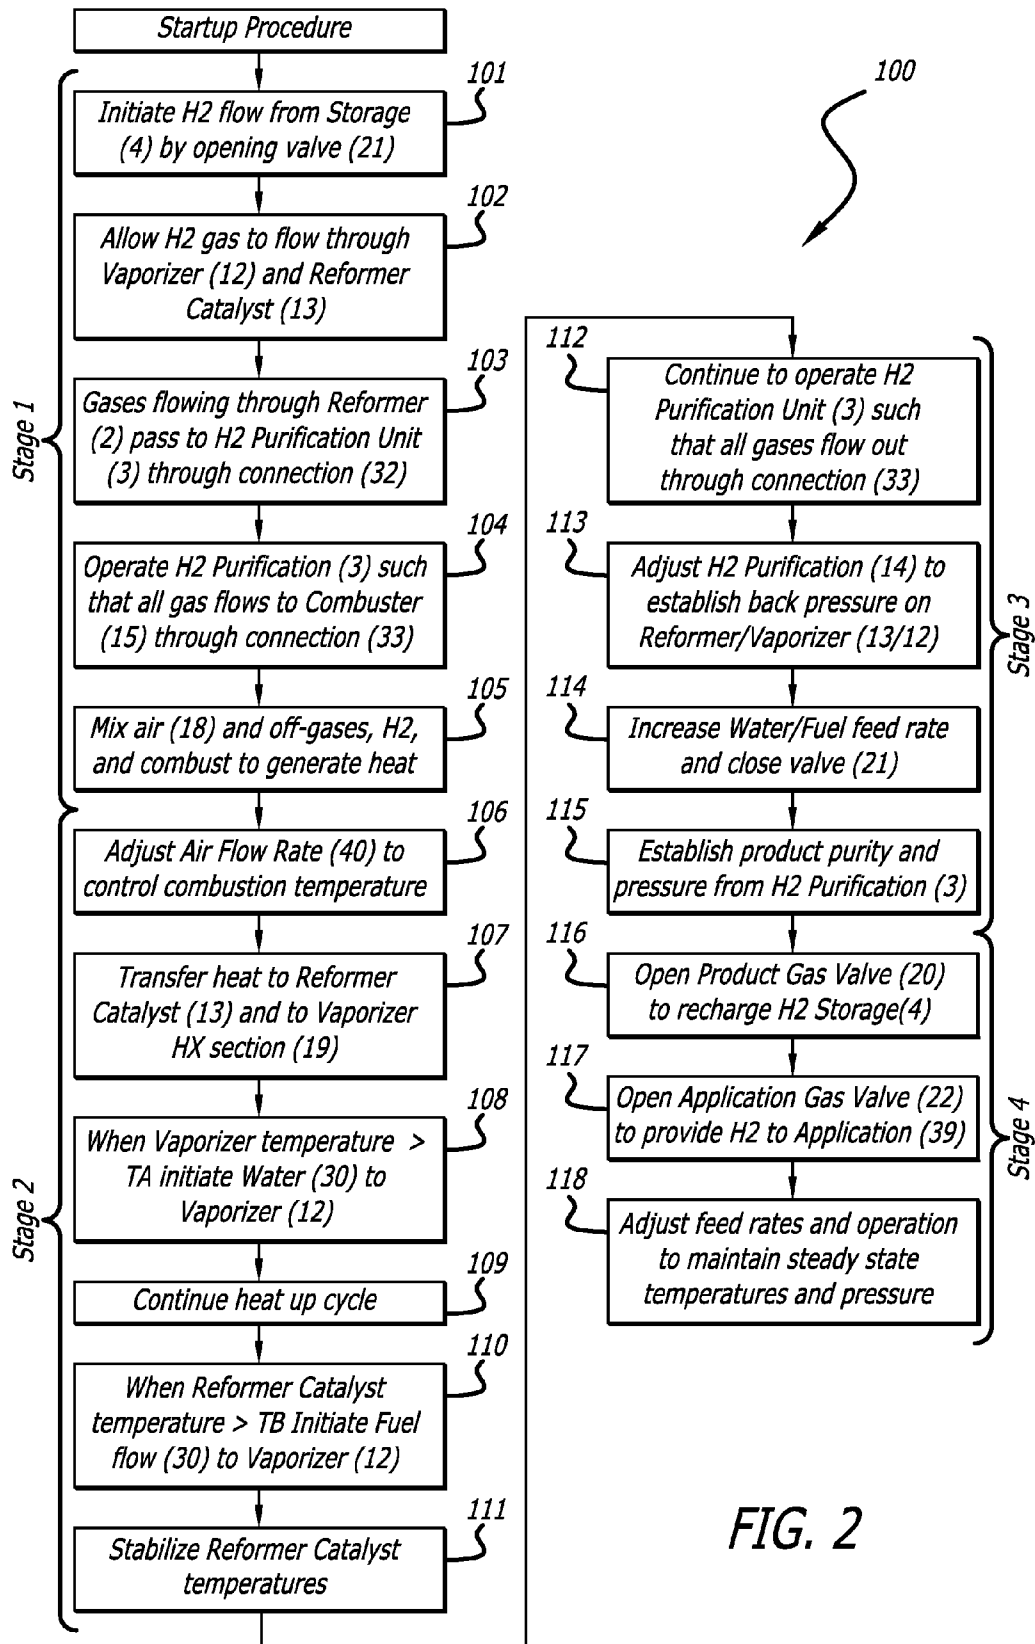 Startup Procedure
101
Initiate H2 flow from Storage
(4) by opening valve (21)
102
Allow H2 gas to flow through
Vaporizer (12) and Reformer
Catalyst (13)
103
Gases flowing through Reformer
(2) pass to H2 Purification Unit
(3) through connection (32)
104
Operate H2 Purification (3) such
that all gas flows to Combuster
(15) through connection (33)
105
Mix air (18) and off-gases, H2,
and combust to generate heat
Stage 1
106
Adjust Air Flow Rate (40) to
control combustion temperature
107
Transfer heat to Reformer
Catalyst (13) and to Vaporizer
HX section (19)
108
When Vaporizer temperature >
TA initiate Water (30) to
Vaporizer (12)
109
Continue heat up cycle
110
When Reformer Catalyst
temperature > TB Initiate Fuel
flow (30) to Vaporizer (12)
111
Stabilize Reformer Catalyst
temperatures
Stage 2
100
112
Continue to operate H2
Purification Unit (3) such
that all gases flow out
through connection (33)
113
Adjust H2 Purification (14) to
establish back pressure on
Reformer/Vaporizer (13/12)
114
Increase Water/Fuel feed rate
and close valve (21)
115
Establish product purity and
pressure from H2 Purification (3)
Stage 3
116
Open Product Gas Valve (20)
to recharge H2 Storage(4)
117
Open Application Gas Valve (22)
to provide H2 to Application (39)
118
Adjust feed rates and operation
to maintain steady state
temperatures and pressure
Stage 4
FIG. 2